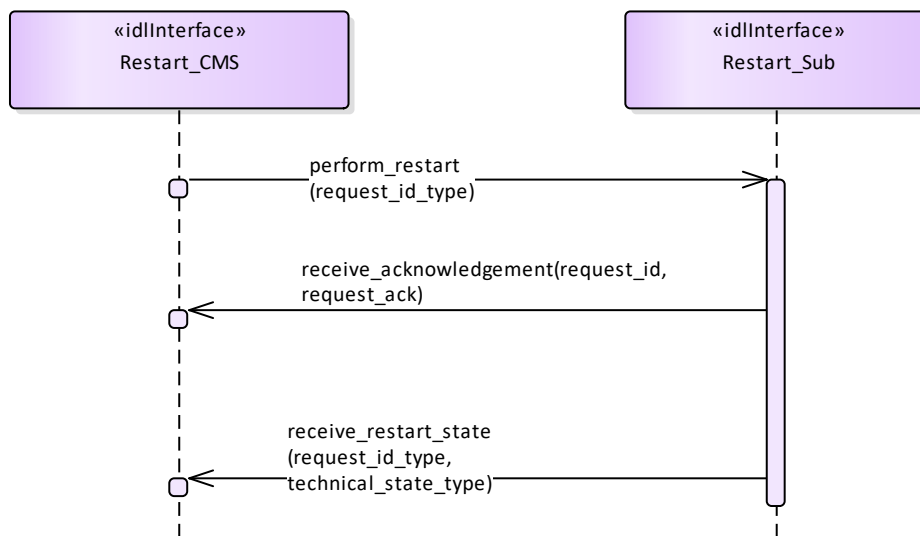 «idlInterface»
Restart_CMS
«idlInterface»
Restart_Sub
perform_restart
(request_id_type)
receive_acknowledgement(request_id,
request_ack)
receive_restart_state
(request_id_type,
technical_state_type)